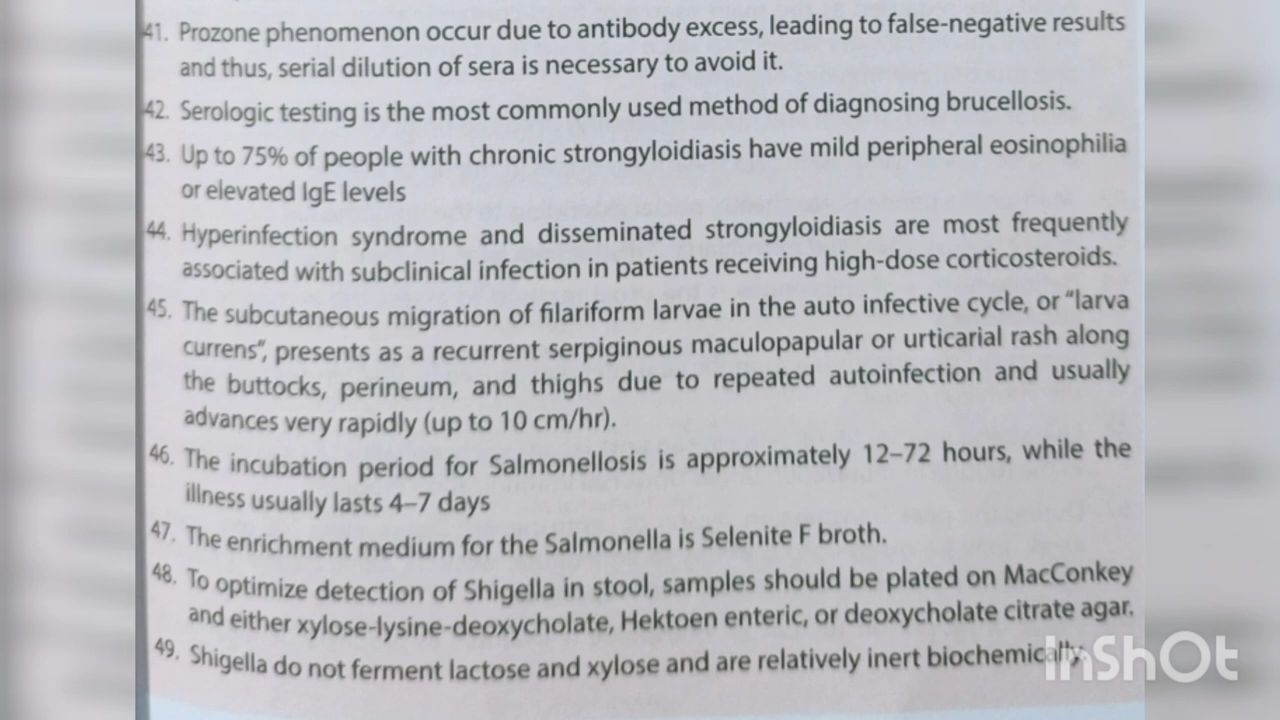 41. Prozone phenomenon occur due to antibody excess, leading to false-negative results
and thus, serial dilution of sera is necessary to avoid it.
42. Serologic testing is the most commonly used method of diagnosing brucellosis.
43. Up to 75% of people with chronic strongyloidiasis have mild peripheral eosinophilia
or elevated IgE levels
44. Hyperinfection syndrome and disseminated strongyloidiasis are most frequently
associated with subclinical infection in patients receiving high-dose corticosteroids.
45. The subcutaneous migration of filariform larvae in the auto infective cycle, or "larva
currens", presents as a recurrent serpiginous maculopapular or urticarial rash along
the buttocks, perineum, and thighs due to repeated autoinfection and usually
advances very rapidly (up to 10 cm/hr).
46. The incubation period for Salmonellosis is approximately 12–72 hours, while the
illness usually lasts 4–7 days
47. The enrichment medium for the Salmonella is Selenite F broth.
48. To optimize detection of Shigella in stool, samples should be plated on MacConkey
and either xylose-lysine-deoxycholate, Hektoen enteric, or deoxycholate citrate agar.
49. Shigella do not ferment lactose and xylose and are relatively inert biochemically.
InShOt